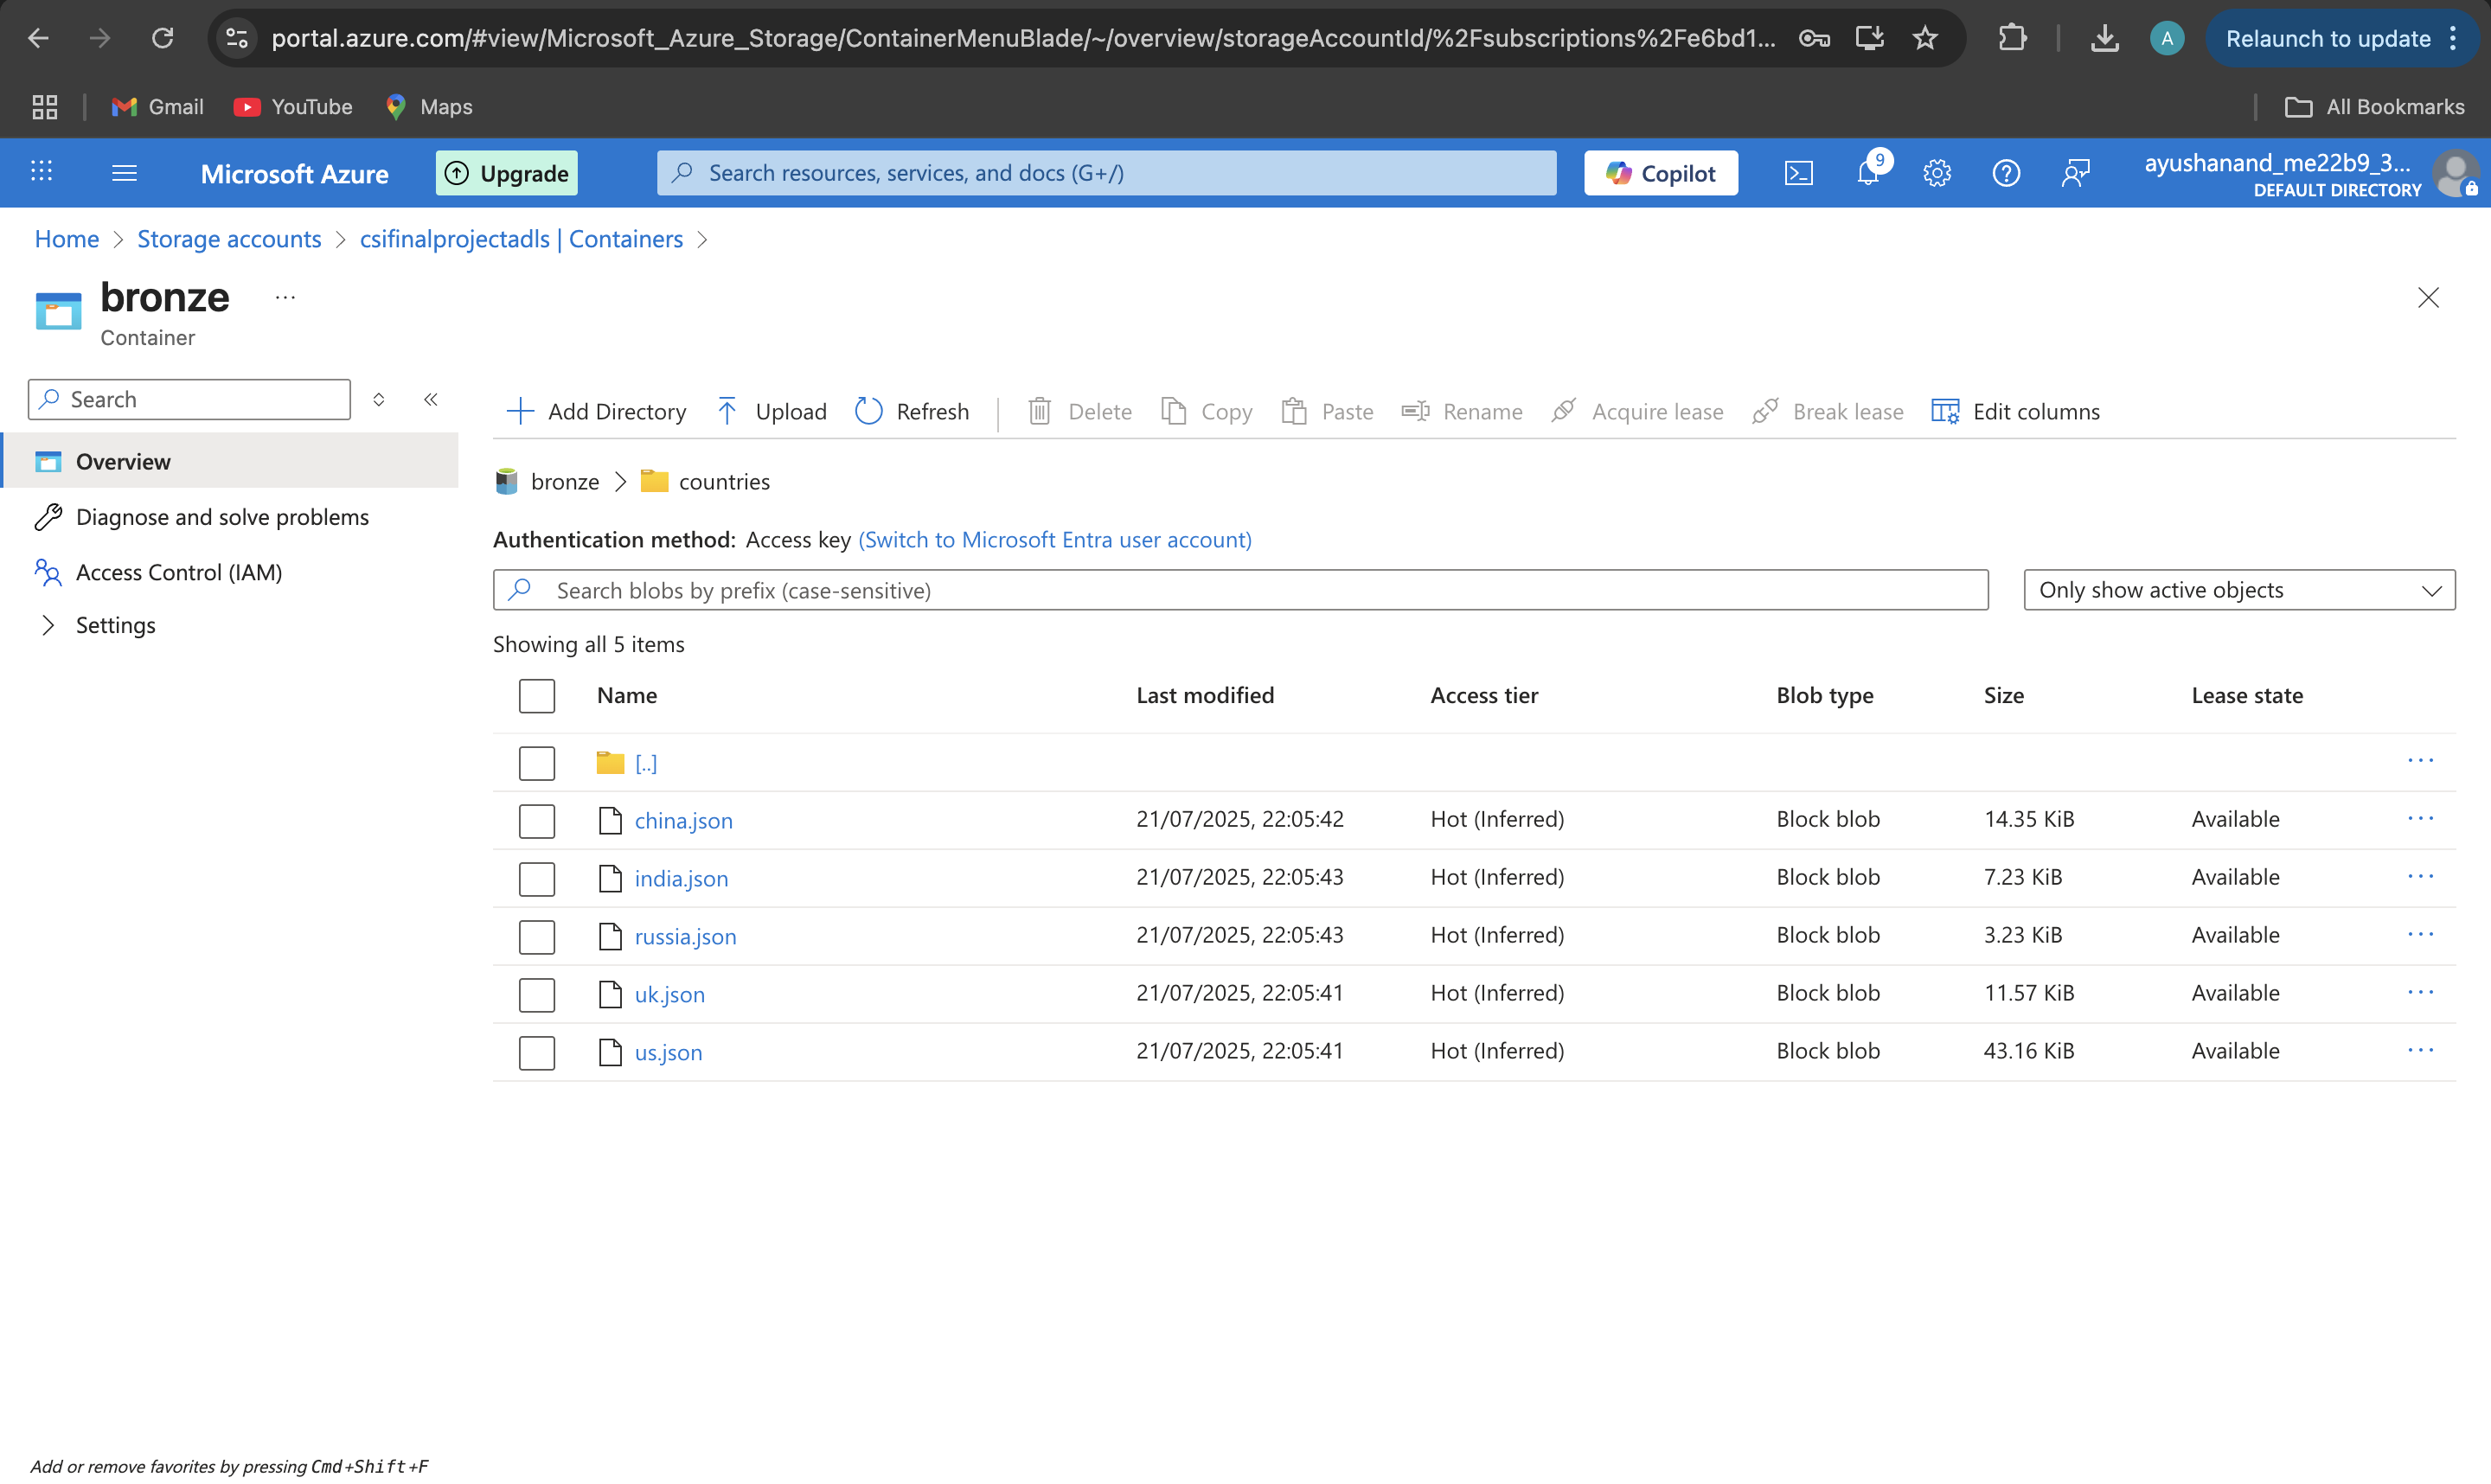 portal.azure.com/#view/Microsoft_Azure_Storage/ContainerMenuBlade/~/overview/storageAccountId/%2Fsubscriptions%2Fe6bd1...
A
Relaunch to update
Gmail
YouTube
Maps
All Bookmarks
Microsoft Azure
Upgrade
Search resources, services, and docs (G+/)
Copilot
9
ayushanand_me22b9_3...
DEFAULT DIRECTORY
Home > Storage accounts > csifinalprojectadls | Containers >
bronze ...
Container
Search
Add Directory
Upload
Refresh
Delete
Copy
Paste
Rename
Acquire lease
Break lease
Edit columns
Overview
Diagnose and solve problems
Access Control (IAM)
Settings
bronze > countries
Authentication method: Access key (Switch to Microsoft Entra user account)
Search blobs by prefix (case-sensitive)
Only show active objects
Showing all 5 items
Name Last modified Access tier Blob type Size Lease state
[..] ...
china.json 21/07/2025, 22:05:42 Hot (Inferred) Block blob 14.35 KiB Available ...
india.json 21/07/2025, 22:05:43 Hot (Inferred) Block blob 7.23 KiB Available ...
russia.json 21/07/2025, 22:05:43 Hot (Inferred) Block blob 3.23 KiB Available ...
uk.json 21/07/2025, 22:05:41 Hot (Inferred) Block blob 11.57 KiB Available ...
us.json 21/07/2025, 22:05:41 Hot (Inferred) Block blob 43.16 KiB Available ...
Add or remove favorites by pressing Cmd+Shift+F